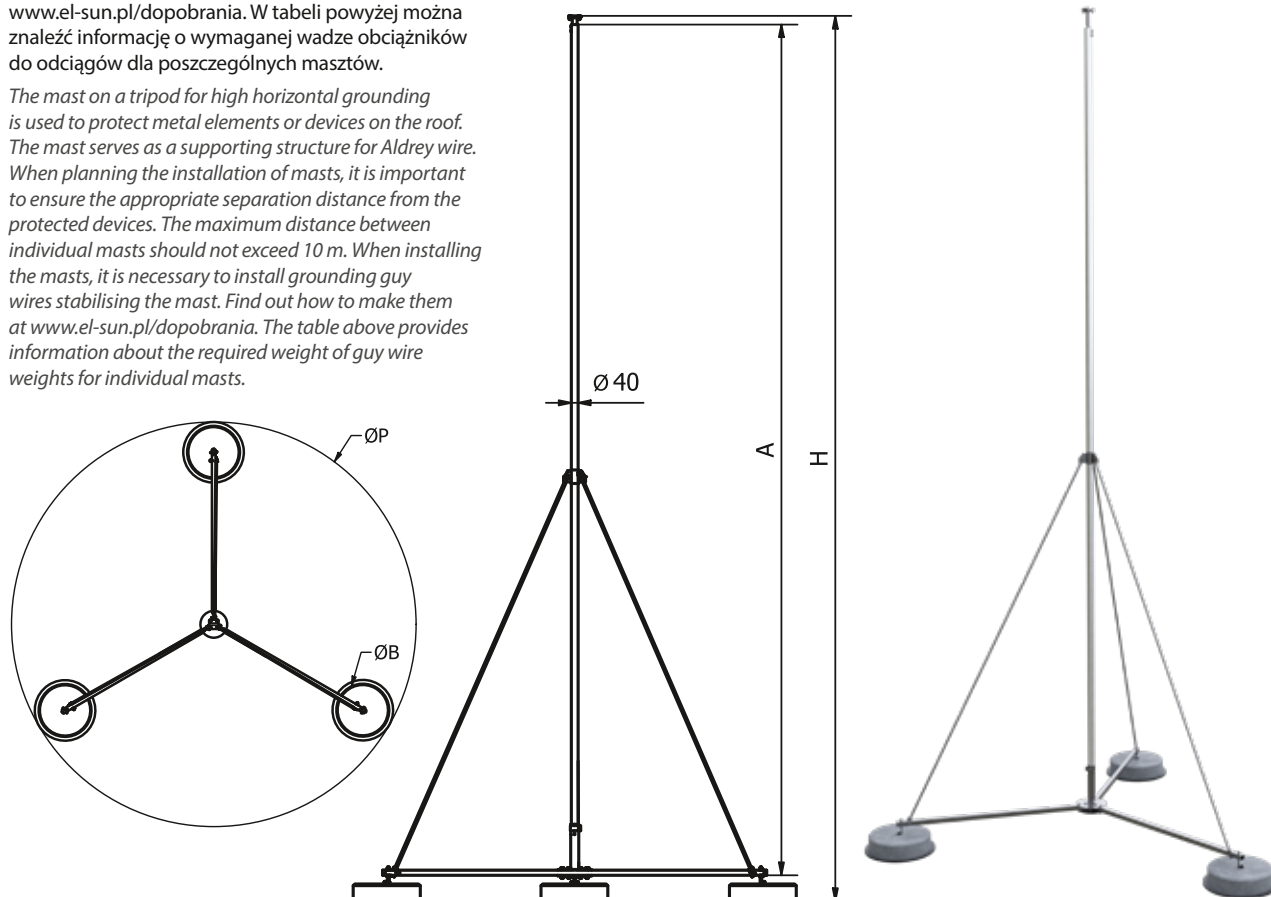 www.el-sun.pl/dopobrania. W tabeli powyżej można
znaleźć informację o wymaganej wadze obciążników
do odciągów dla poszczególnych masztów.
The mast on a tripod for high horizontal grounding
is used to protect metal elements or devices on the roof.
The mast serves as a supporting structure for Aldrey wire.
When planning the installation of masts, it is important
to ensure the appropriate separation distance from the
protected devices. The maximum distance between
individual masts should not exceed 10 m. When installing
the masts, it is necessary to install grounding guy
wires stabilising the mast. Find out how to make them
at www.el-sun.pl/dopobrania. The table above provides
information about the required weight of guy wire
weights for individual masts.
ØP
ØB
Ø 40
A
H